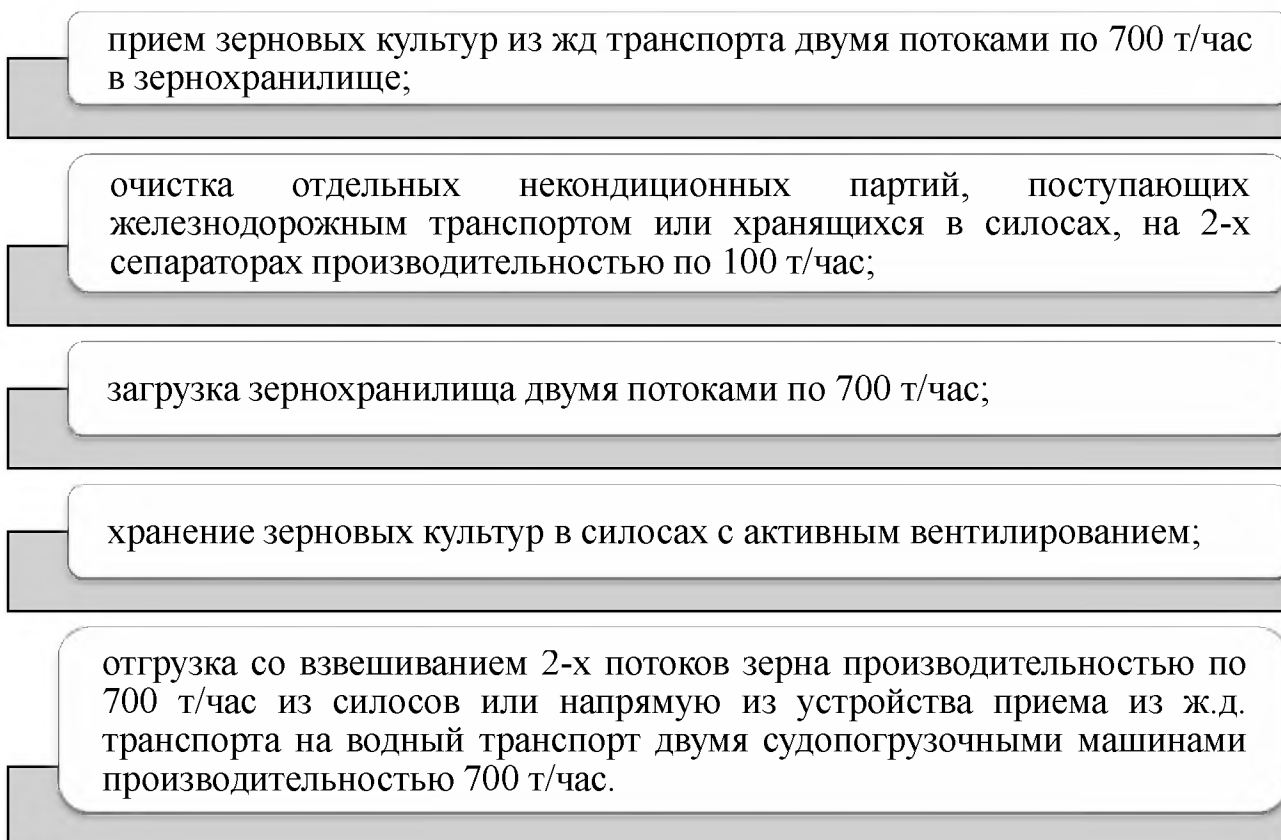 прием зерновых культур из жд транспорта двумя потоками по 700 т/час
в зернохранилище;
очистка отдельных некондиционных партий, поступающих
железнодорожным транспортом или хранящихся в силосах, на 2-х
сепараторах производительностью по 100 т/час;
загрузка зернохранилища двумя потоками по 700 т/час;
хранение зерновых культур в силосах с активным вентилированием;
отгрузка со взвешиванием 2-х потоков зерна производительностью по
700 т/час из силосов или напрямую из устройства приема из ж.д.
транспорта на водный транспорт двумя судопогрузочными машинами
производительностью 700 т/час.